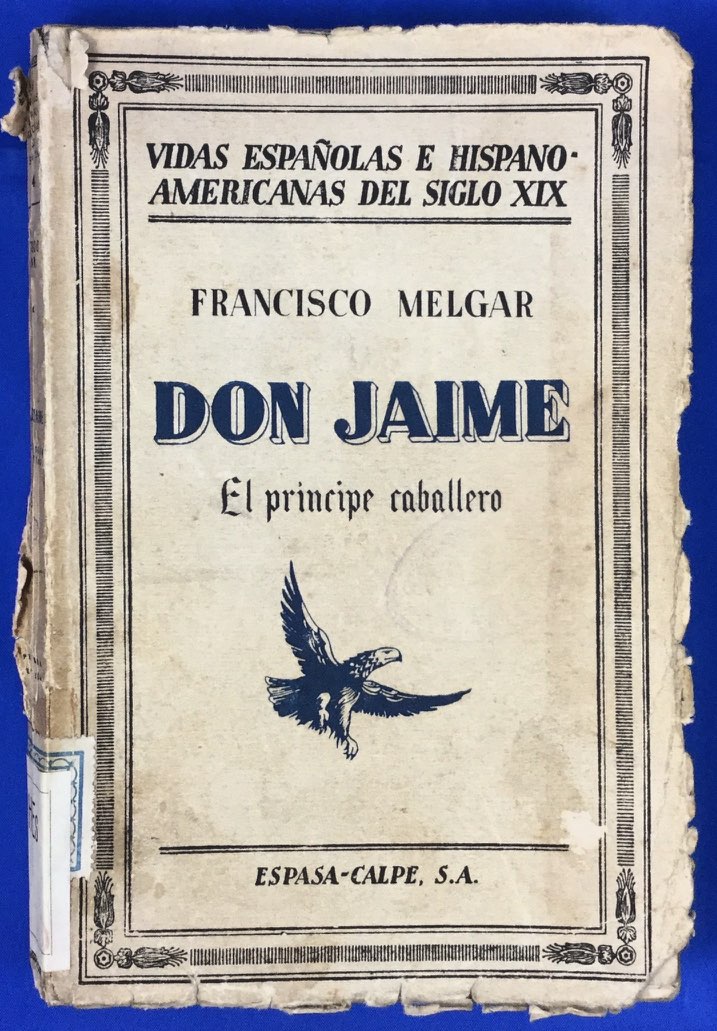 VIDAS ESPAÑOLAS E HISPANO-
AMERICANAS DEL SIGLO XIX
FRANCISCO MELGAR
DON JAIME
El principe caballero
ESPASA-CALPE, S.A.